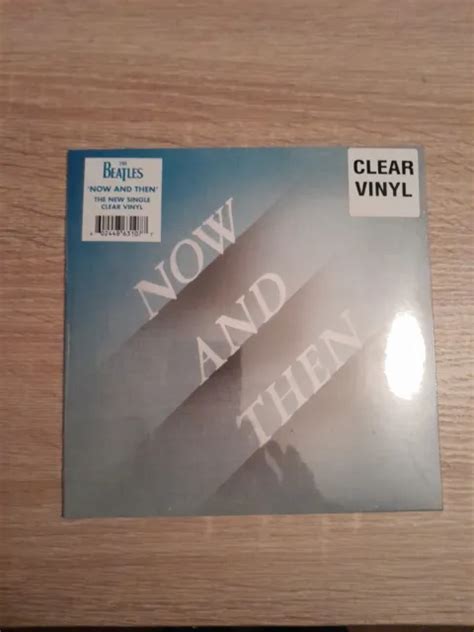 THE
BEATLES
'NOW AND THEN'
THE NEW SINGLE
CLEAR VINYL
CLEAR
VINYL
NOW
AND
THEN